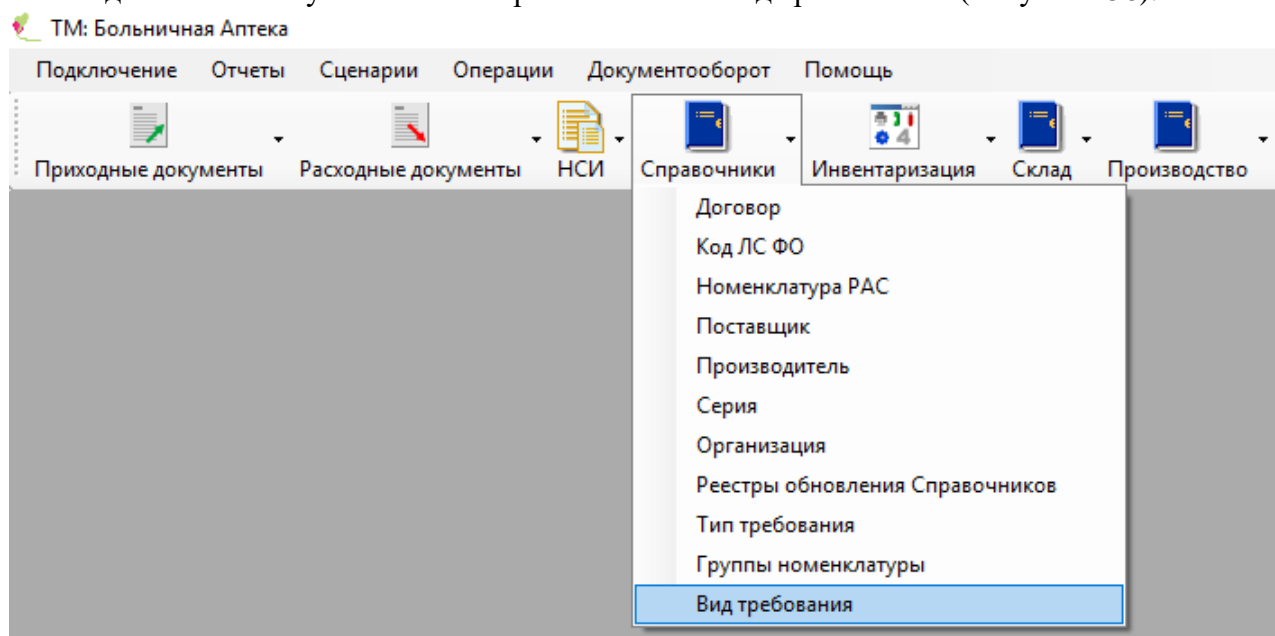 ТМ: Больничная Аптека
Подключение Отчеты Сценарии Операции Документооборот Помощь
Приходные документы Расходные документы НСИ Справочники Инвентаризация Склад Производство
Договор
Код ЛС ФО
Номенклатура РАС
Поставщик
Производитель
Серия
Организация
Реестры обновления Справочников
Тип требования
Группы номенклатуры
Вид требования